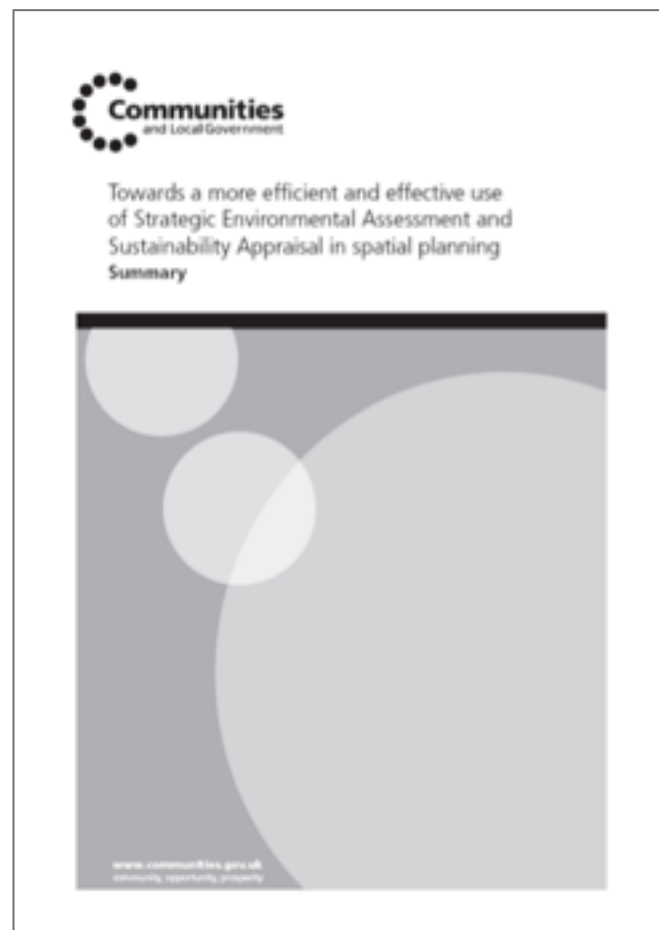 Communities
and Local Government
Towards a more efficient and effective use
of Strategic Environmental Assessment and
Sustainability Appraisal in spatial planning
Summary
www.communities.gov.uk
community, opportunity, prosperity